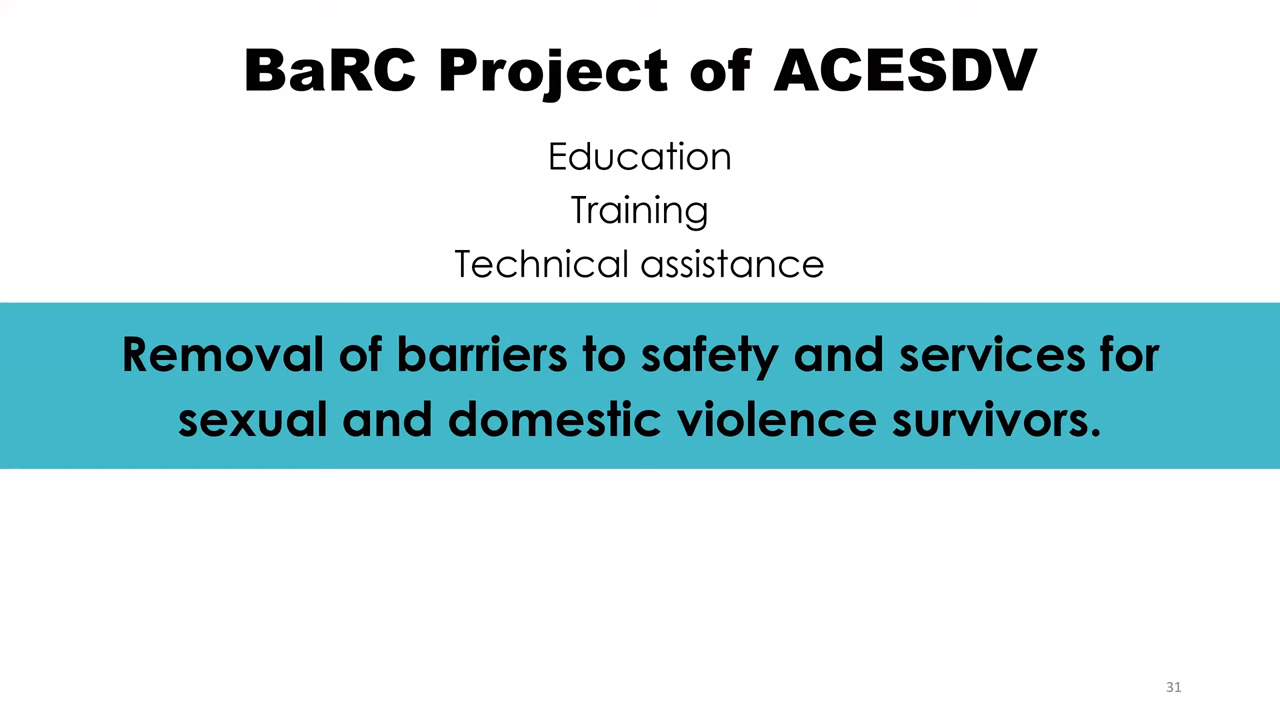 BaRC Project of ACESDV
Education
Training
Technical assistance
Removal of barriers to safety and services for
sexual and domestic violence survivors.
31